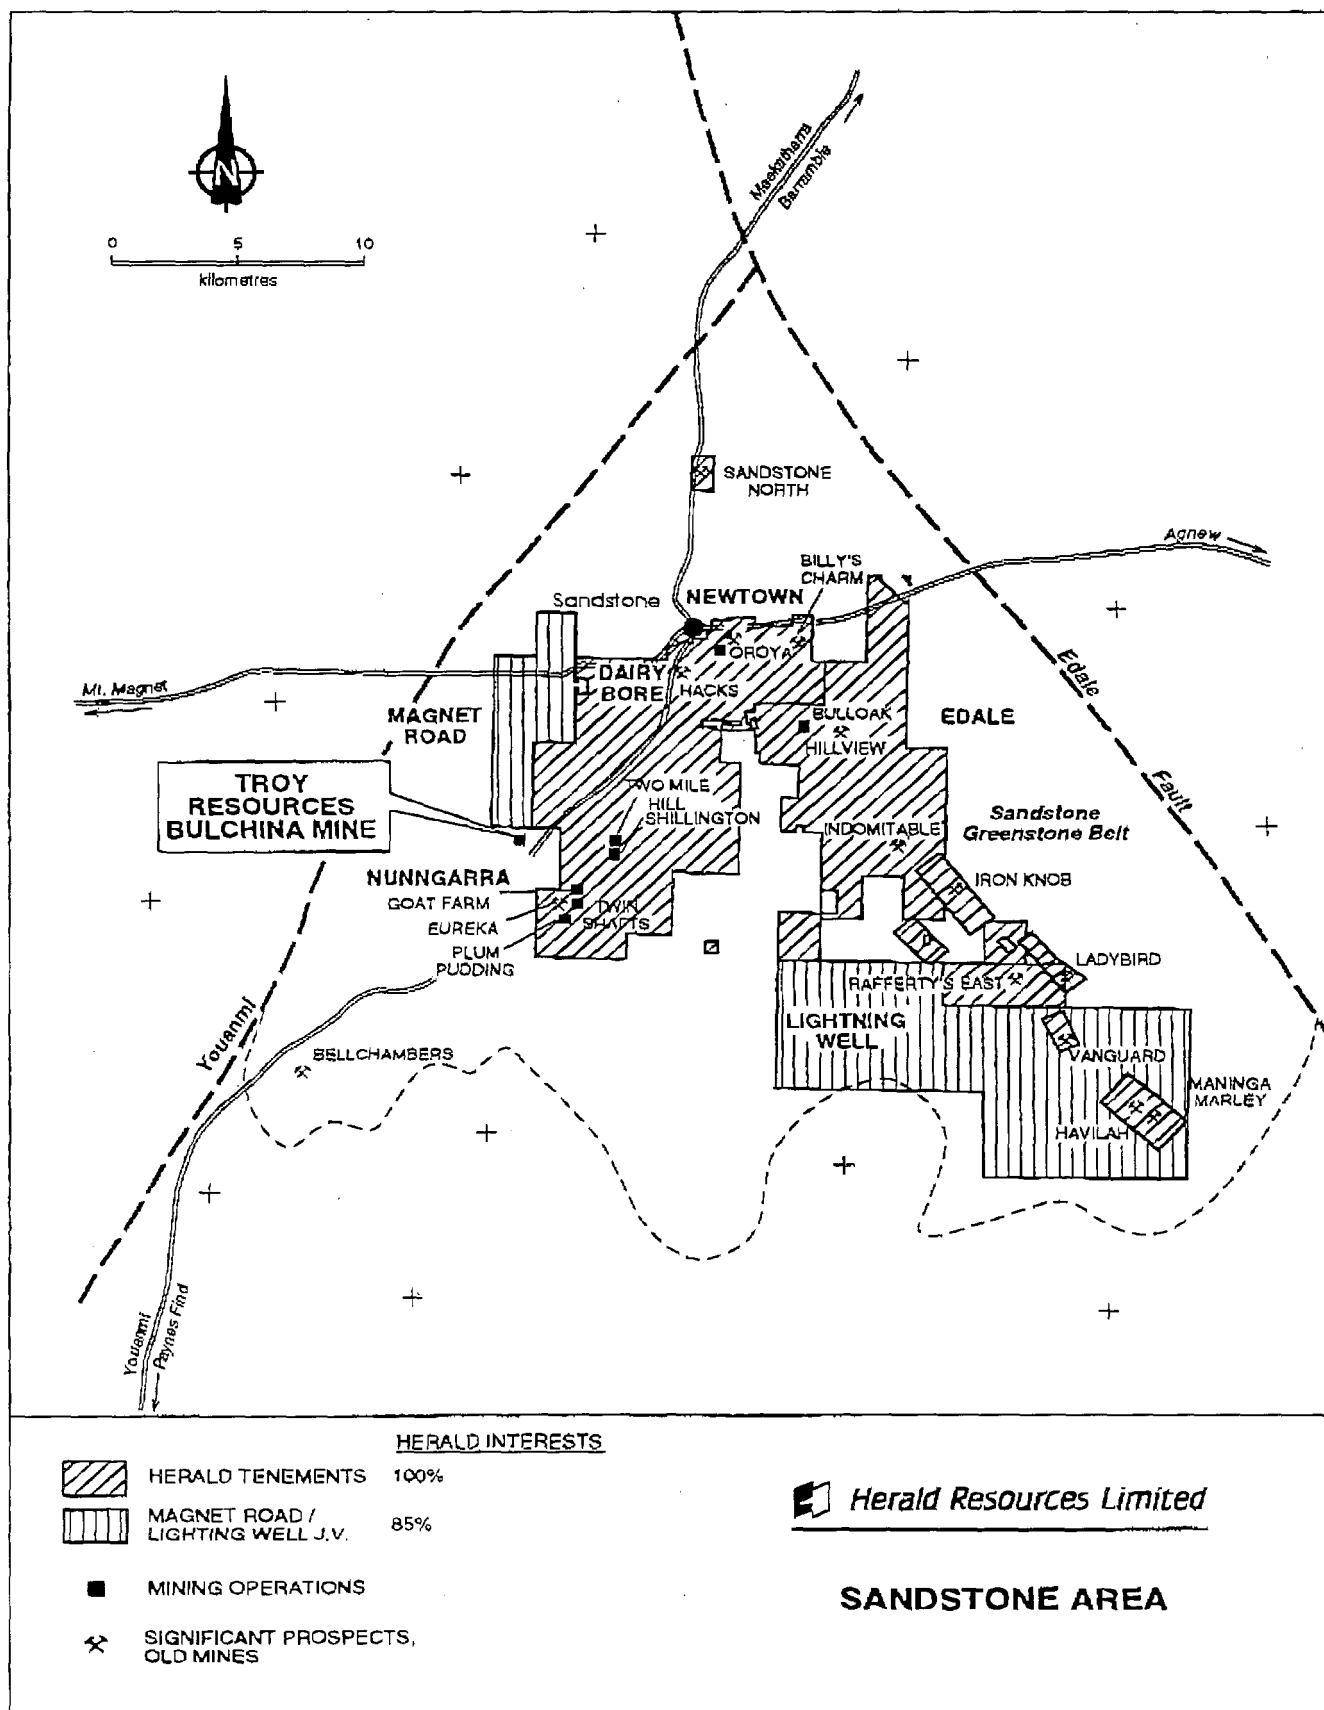 Meekatharra
Barrambie
N
0 5 10
kilometres
SANDSTONE
NORTH
Agnew
BILLY'S
CHARM
Sandstone
NEWTOWN
OROYA
Edale
Fault
Mt. Magnet
DAIRY
BORE
HACKS
MAGNET
ROAD
BULLOAK
HILLVIEW
EDALE
TROY
RESOURCES
BULCHINA MINE
TWO MILE
HILL
SHILLINGTON
Sandstone
Greenstone Belt
INDOMITABLE
IRON KNOB
NUNNGARRA
GOAT FARM
EUREKA
TWIN
SHAFTS
PLUM
PUDDING
LADYBIRD
RAFFERTY'S EAST
LIGHTNING
WELL
Youanmi
BELLCHAMBERS
VANGUARD
MANINGA
MARLEY
HAVILAH
Youanmi
Paynes Find
HERALD INTERESTS
HERALD TENEMENTS 100%
MAGNET ROAD /
LIGHTING WELL J.V. 85%
MINING OPERATIONS
SIGNIFICANT PROSPECTS,
OLD MINES
Herald Resources Limited
SANDSTONE AREA